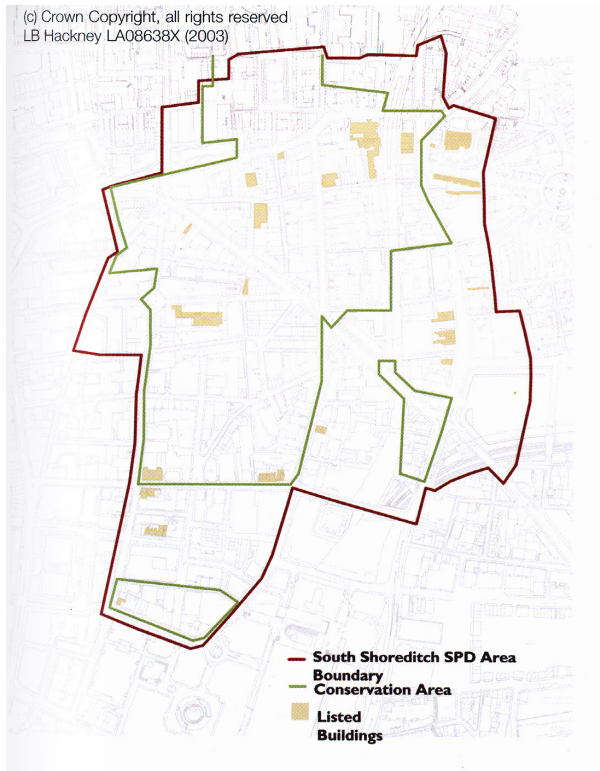 (c) Crown Copyright, all rights reserved
LB Hackney LA08638X (2003)
South Shoreditch SPD Area
Boundary
Conservation Area
Listed
Buildings